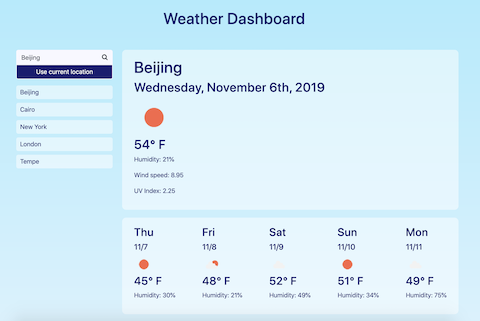 Weather Dashboard
Beijing
Use current location
Beijing
Cairo
New York
London
Tempe
Beijing
Wednesday, November 6th, 2019
54° F
Humidity: 21%
Wind speed: 8.95
UV Index: 2.25
Thu Fri Sat Sun Mon
11/7 11/8 11/9 11/10 11/11
45° F 48° F 52° F 51° F 49° F
Humidity: 30% Humidity: 21% Humidity: 49% Humidity: 34% Humidity: 75%